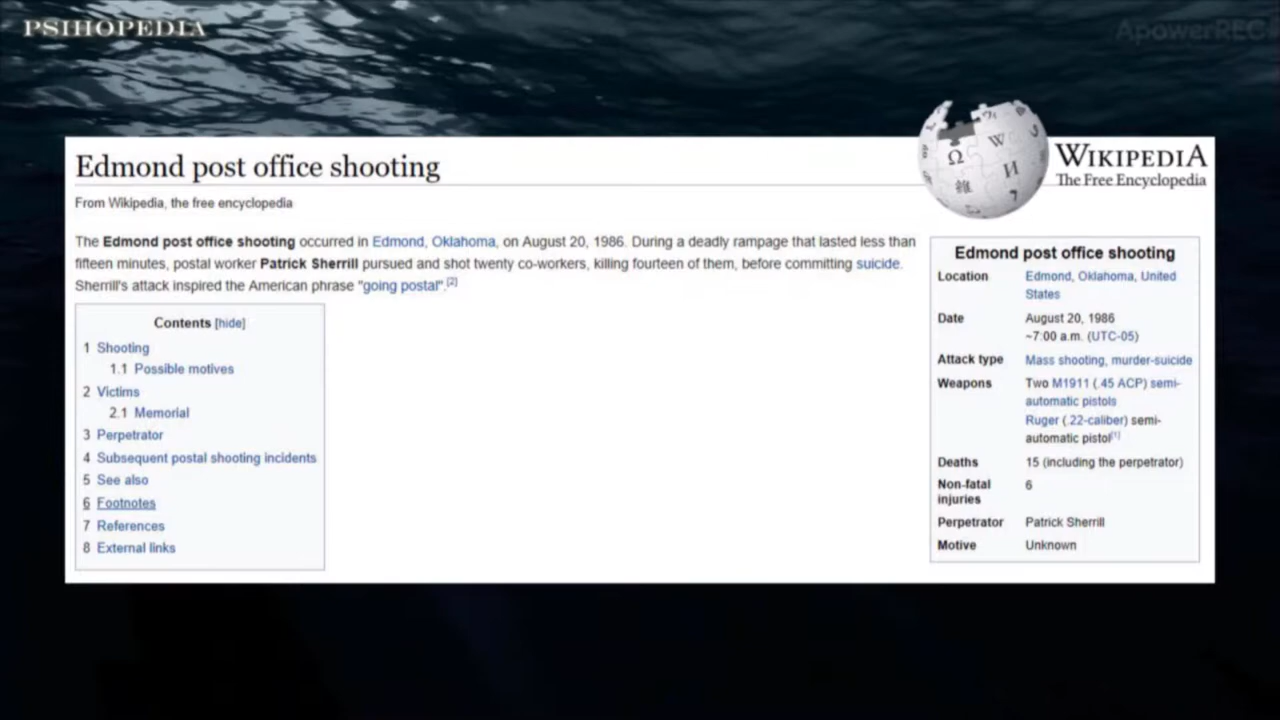 PSIHOPEDIA
ApowerREC
Edmond post office shooting
WIKIPEDIA
The Free Encyclopedia
From Wikipedia, the free encyclopedia
The Edmond post office shooting occurred in Edmond, Oklahoma, on August 20, 1986. During a deadly rampage that lasted less than
fifteen minutes, postal worker Patrick Sherrill pursued and shot twenty co-workers, killing fourteen of them, before committing suicide.
Sherrill's attack inspired the American phrase "going postal".[2]
Contents [hide]
1 Shooting
1.1 Possible motives
2 Victims
2.1 Memorial
3 Perpetrator
4 Subsequent postal shooting incidents
5 See also
6 Footnotes
7 References
8 External links
Edmond post office shooting
Location Edmond, Oklahoma, United
States
Date August 20, 1986
~7:00 a.m. (UTC-05)
Attack type Mass shooting, murder-suicide
Weapons Two M1911 (.45 ACP) semi-
automatic pistols
Ruger (.22-caliber) semi-
automatic pistol[1]
Deaths 15 (including the perpetrator)
Non-fatal 6
injuries
Perpetrator Patrick Sherrill
Motive Unknown